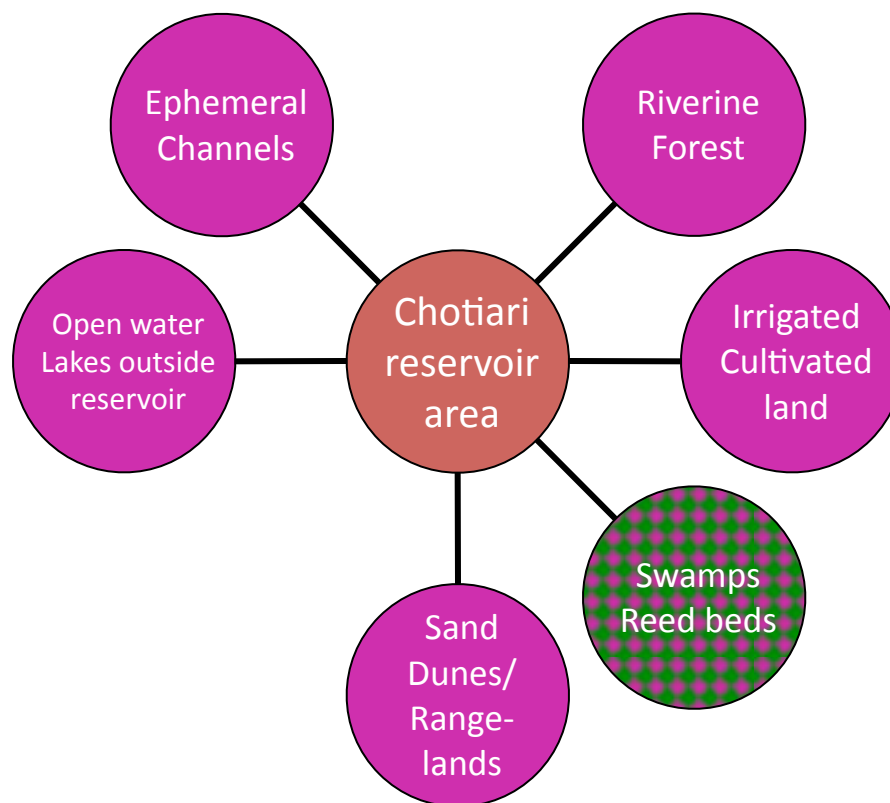 Ephemeral
Channels
Riverine
Forest
Open water
Lakes outside
reservoir
Chotiari
reservoir
area
Irrigated
Cultivated
land
Swamps
Reed beds
Sand
Dunes/
Range-
lands